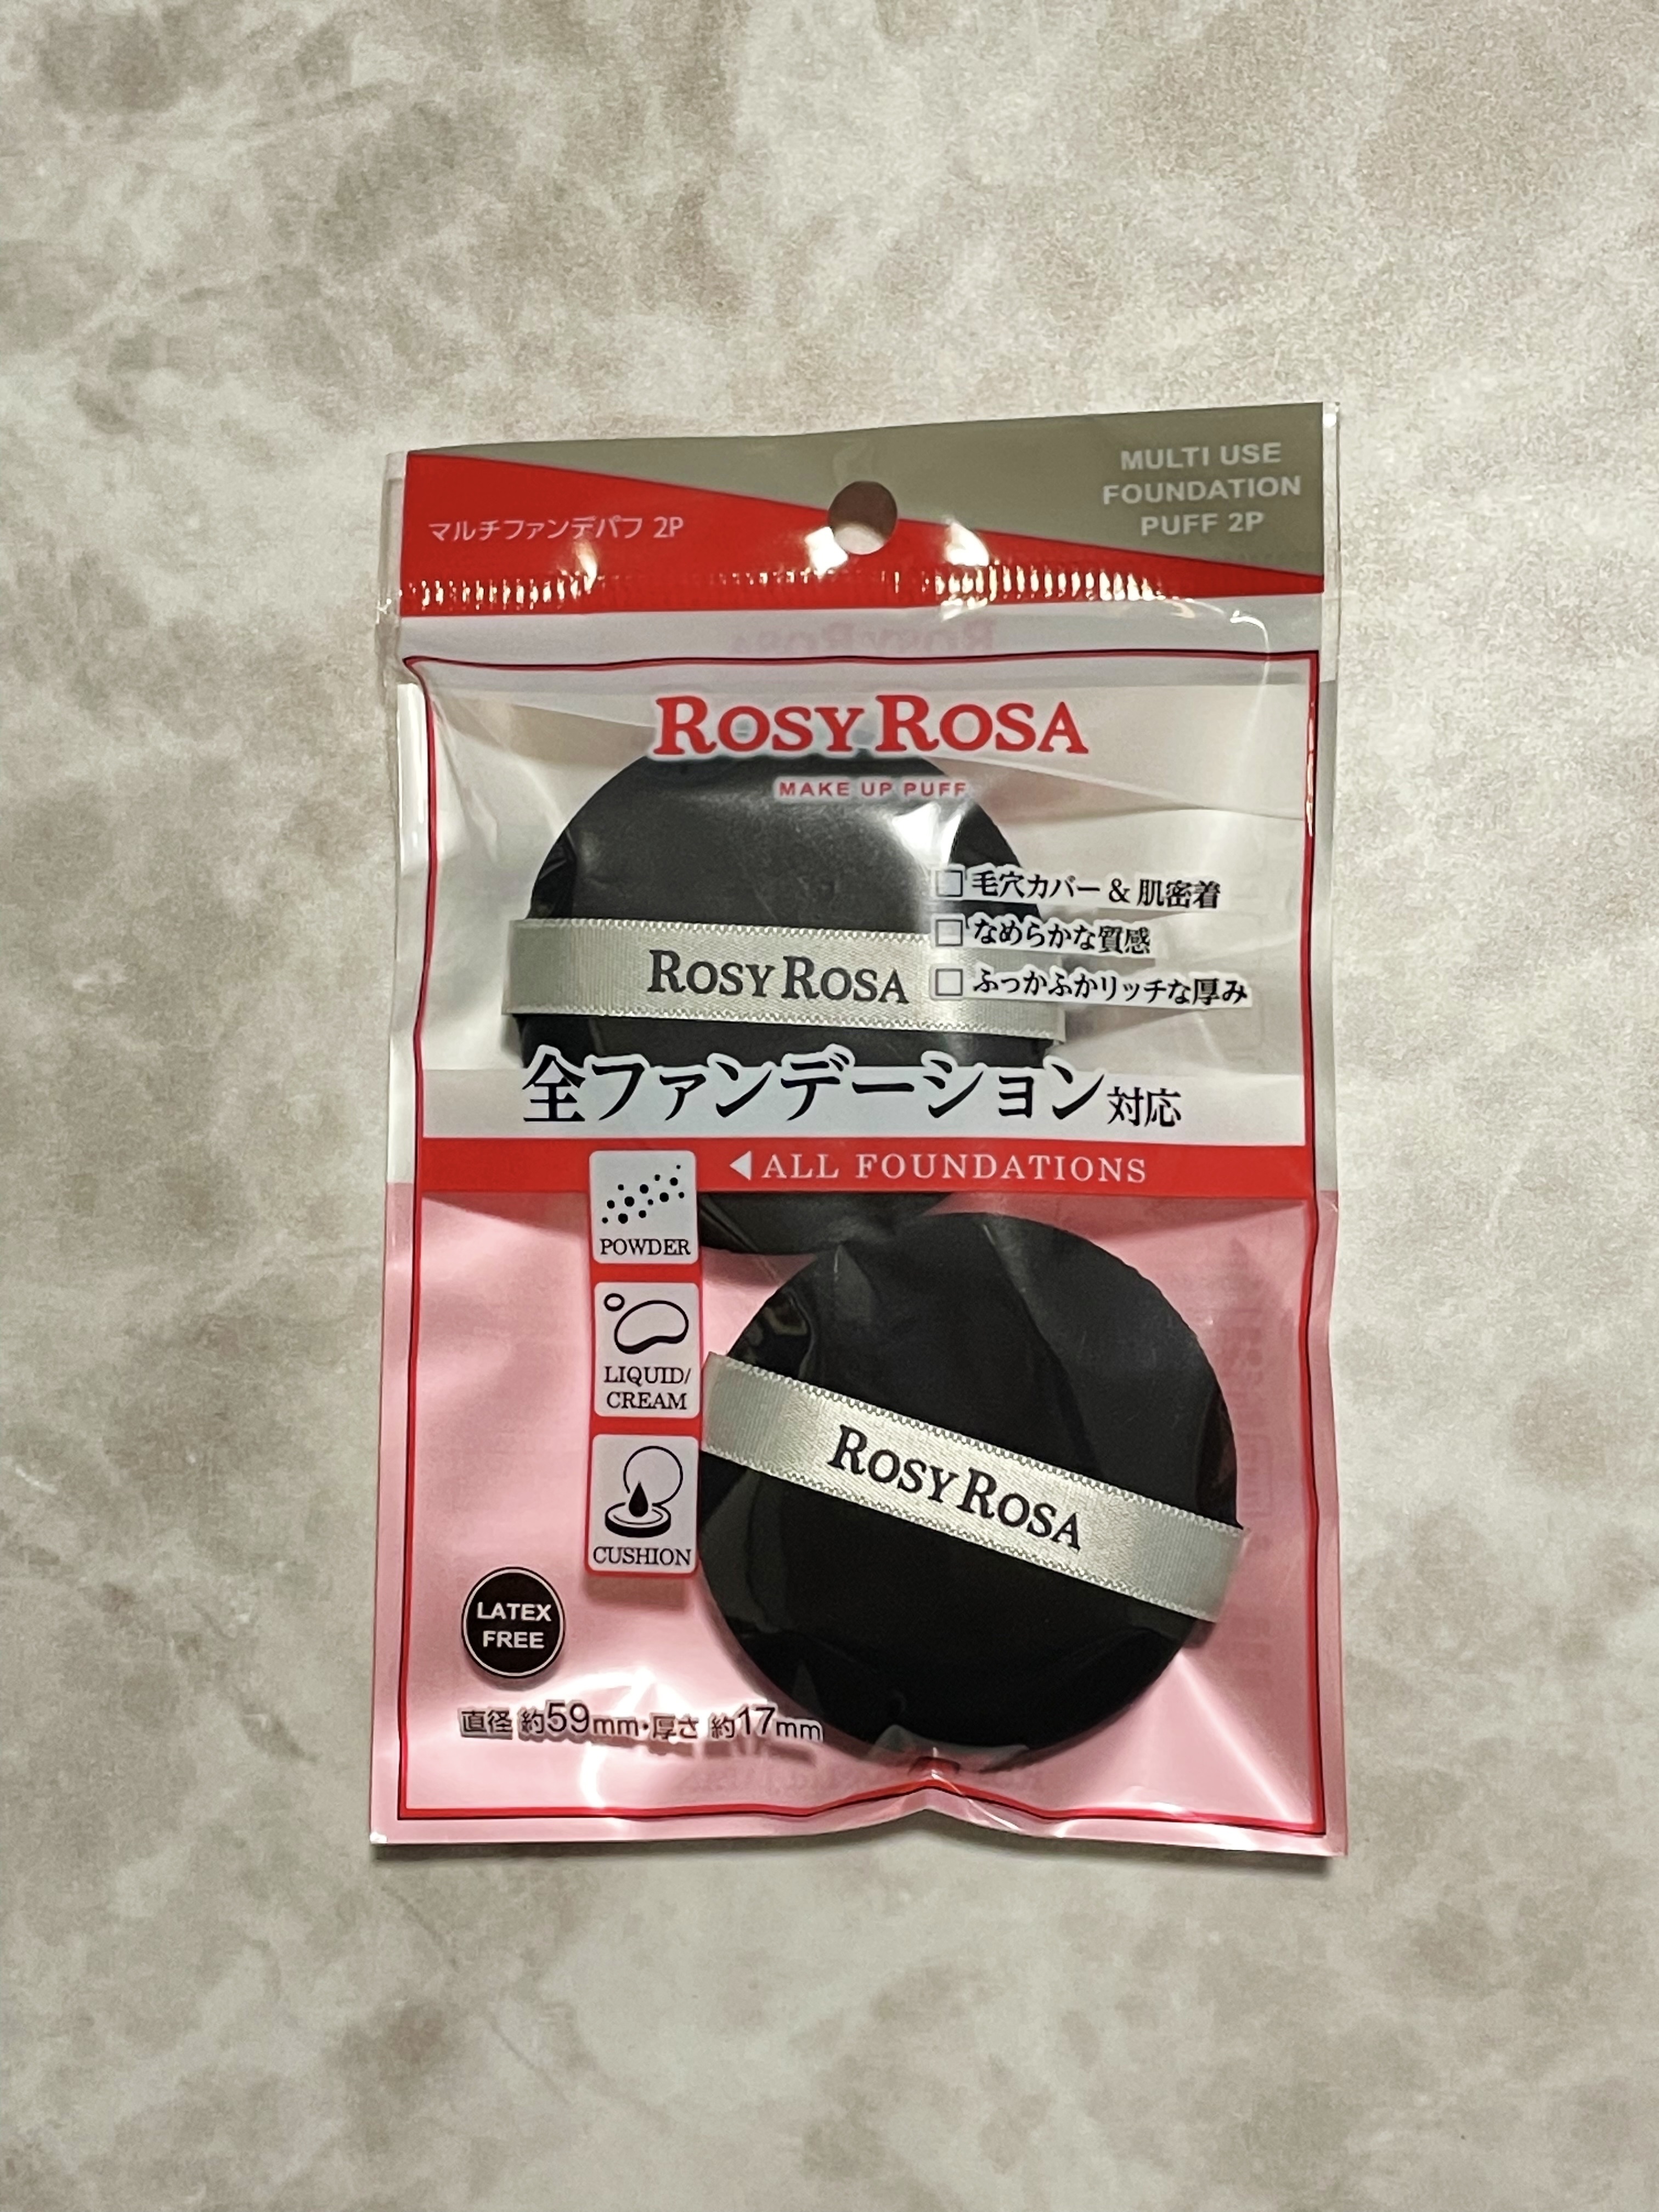 MULTI USE
FOUNDATION
PUFF 2P
マルチファンデパフ 2P
ROSY ROSA
MAKE UP PUFF
□ 毛穴カバー & 肌密着
□ なめらかな質感
□ ふっかふかリッチな厚み
ROSY ROSA
全ファンデーション対応
◀ALL FOUNDATIONS
POWDER
LIQUID/
CREAM
CUSHION
ROSY ROSA
LATEX
FREE
直径 約59mm・厚さ 約17mm